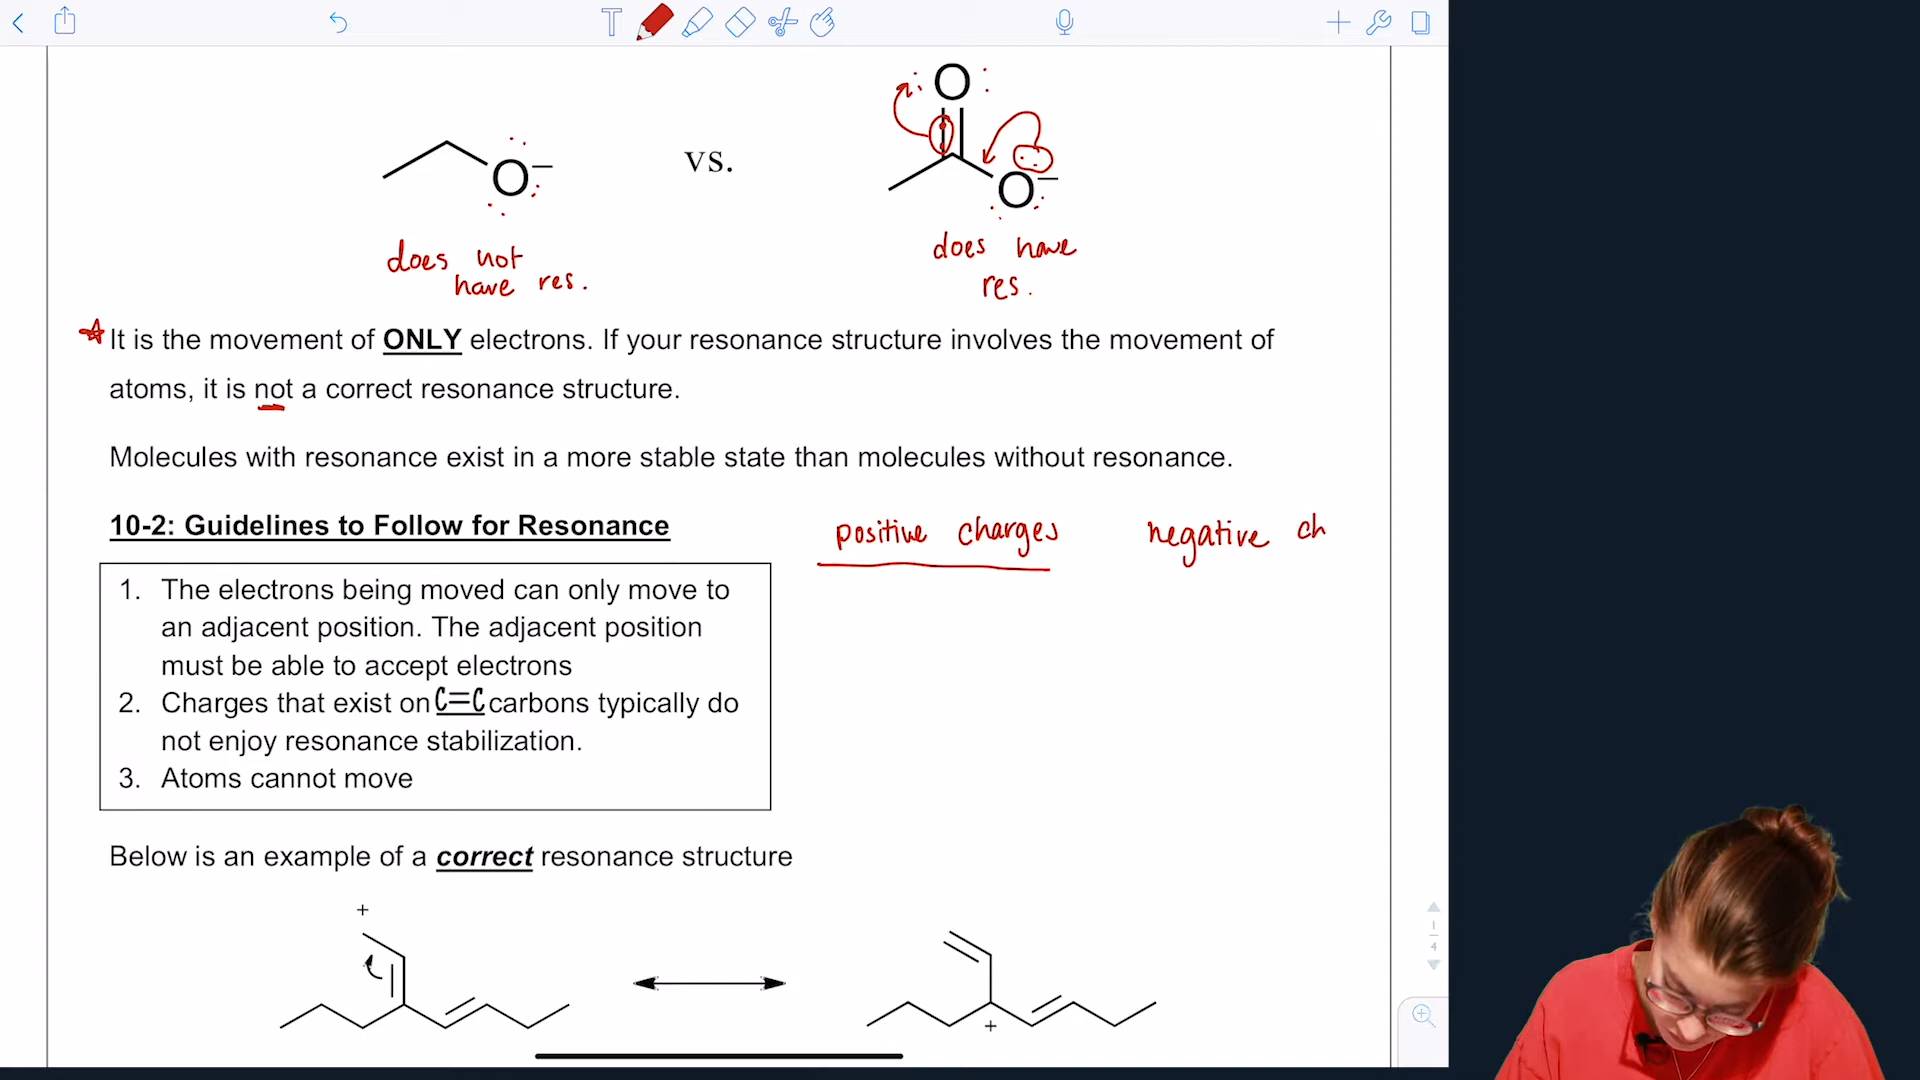 T
O
O
O
vs.
does not
have res.
does have
res.
It is the movement of ONLY electrons. If your resonance structure involves the movement of
atoms, it is not a correct resonance structure.
Molecules with resonance exist in a more stable state than molecules without resonance.
10-2: Guidelines to Follow for Resonance
positive charges
negative ch
1. The electrons being moved can only move to
an adjacent position. The adjacent position
must be able to accept electrons
2. Charges that exist on C=C carbons typically do
not enjoy resonance stabilization.
3. Atoms cannot move
Below is an example of a correct resonance structure
+
+
1
4